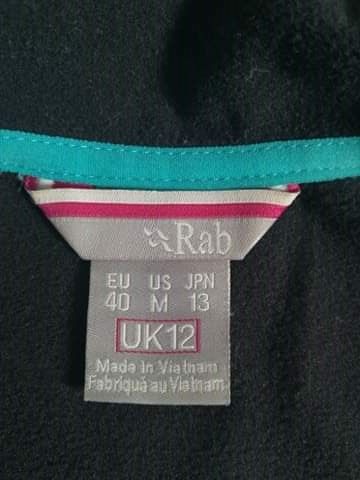 Rab
EU US JPN
40 M 13
UK12
Made in Vietnam
Fabriqué au Vietnam